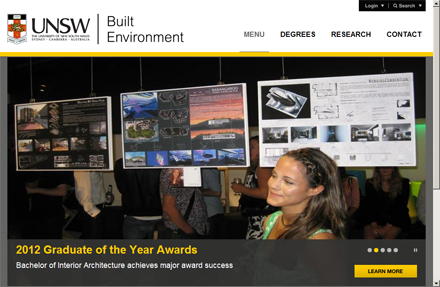 Login ▾ Search ▾
UNSW
THE UNIVERSITY OF NEW SOUTH WALES
SYDNEY · CANBERRA · AUSTRALIA
Built
Environment
MENU DEGREES RESEARCH CONTACT
2012 Graduate of the Year Awards
Bachelor of Interior Architecture achieves major award success
LEARN MORE